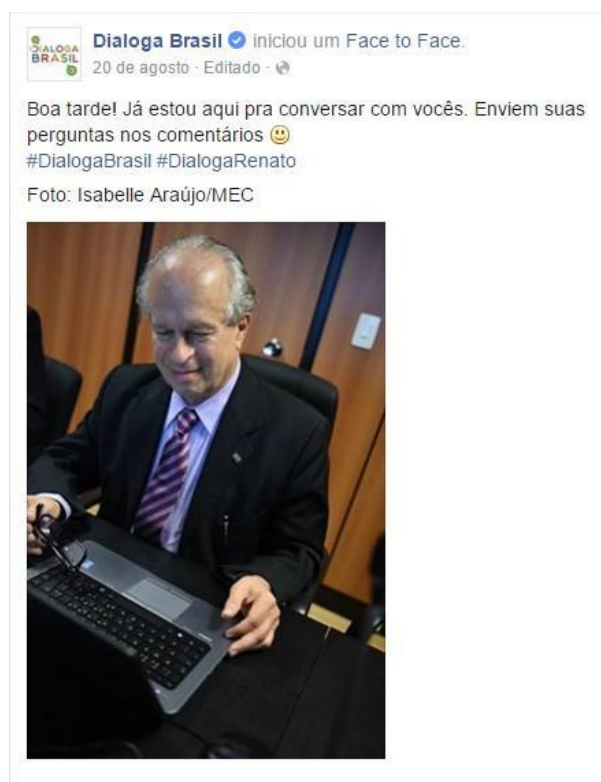 DIALOGA
BRASIL
Dialoga Brasil iniciou um Face to Face.
20 de agosto · Editado ·
Boa tarde! Já estou aqui pra conversar com vocês. Enviem suas
perguntas nos comentários 😃
#DialogaBrasil #DialogaRenato
Foto: Isabelle Araújo/MEC